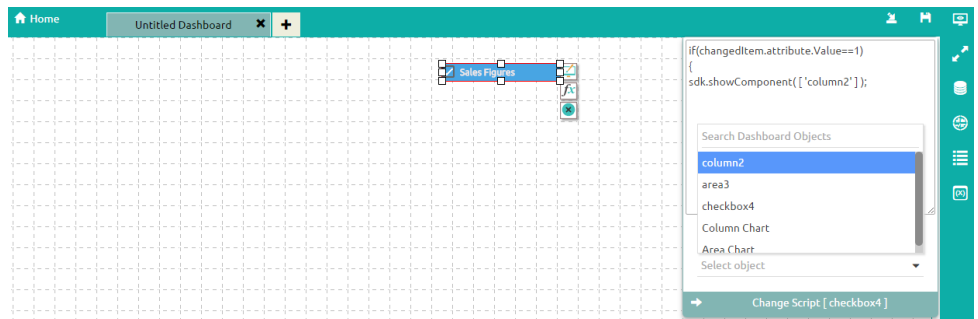 Home
Untitled Dashboard
if(changedItem.attribute.Value==1)
{
sdk.showComponent( [ 'column2' ] );
Sales Figures
fx
Search Dashboard Objects
column2
area3
checkbox4
Column Chart
Area Chart
Select object
Change Script [ checkbox4 ]